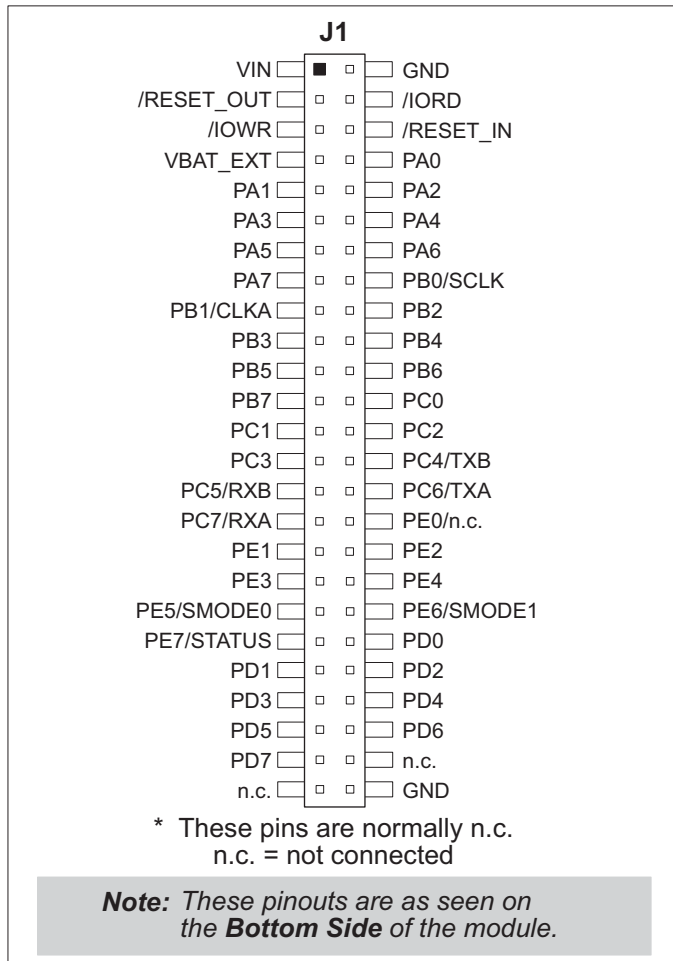 J1
VIN GND
/RESET_OUT /IORD
/IOWR /RESET_IN
VBAT_EXT PA0
PA1 PA2
PA3 PA4
PA5 PA6
PA7 PB0/SCLK
PB1/CLKA PB2
PB3 PB4
PB5 PB6
PB7 PC0
PC1 PC2
PC3 PC4/TXB
PC5/RXB PC6/TXA
PC7/RXA PE0/n.c.
PE1 PE2
PE3 PE4
PE5/SMODE0 PE6/SMODE1
PE7/STATUS PD0
PD1 PD2
PD3 PD4
PD5 PD6
PD7 n.c.
n.c. GND
* These pins are normally n.c.
n.c. = not connected
Note: These pinouts are as seen on
the Bottom Side of the module.